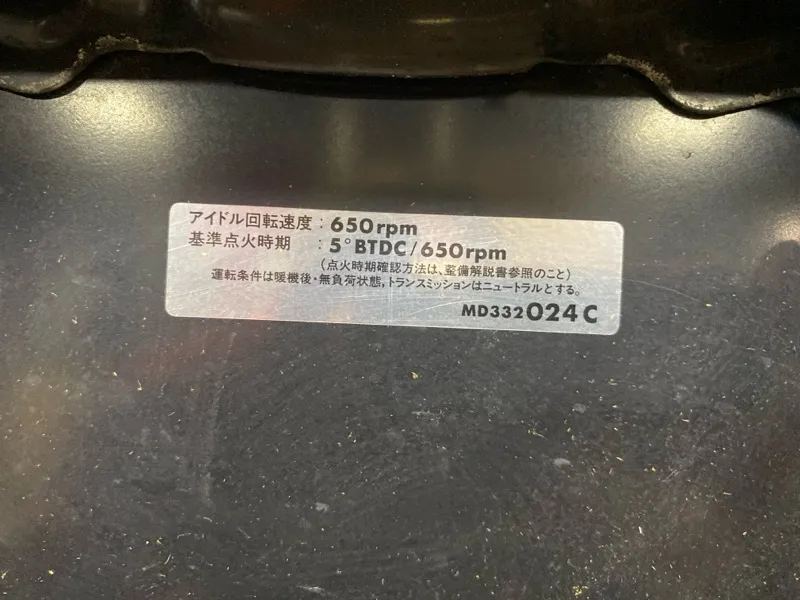 アイドル回転速度：650rpm
基準点火時期　：5°BTDC/650rpm
（点火時期確認方法は、整備解説書参照のこと）
運転条件は暖機後・無負荷状態，トランスミッションはニュートラルとする。
MD332024C